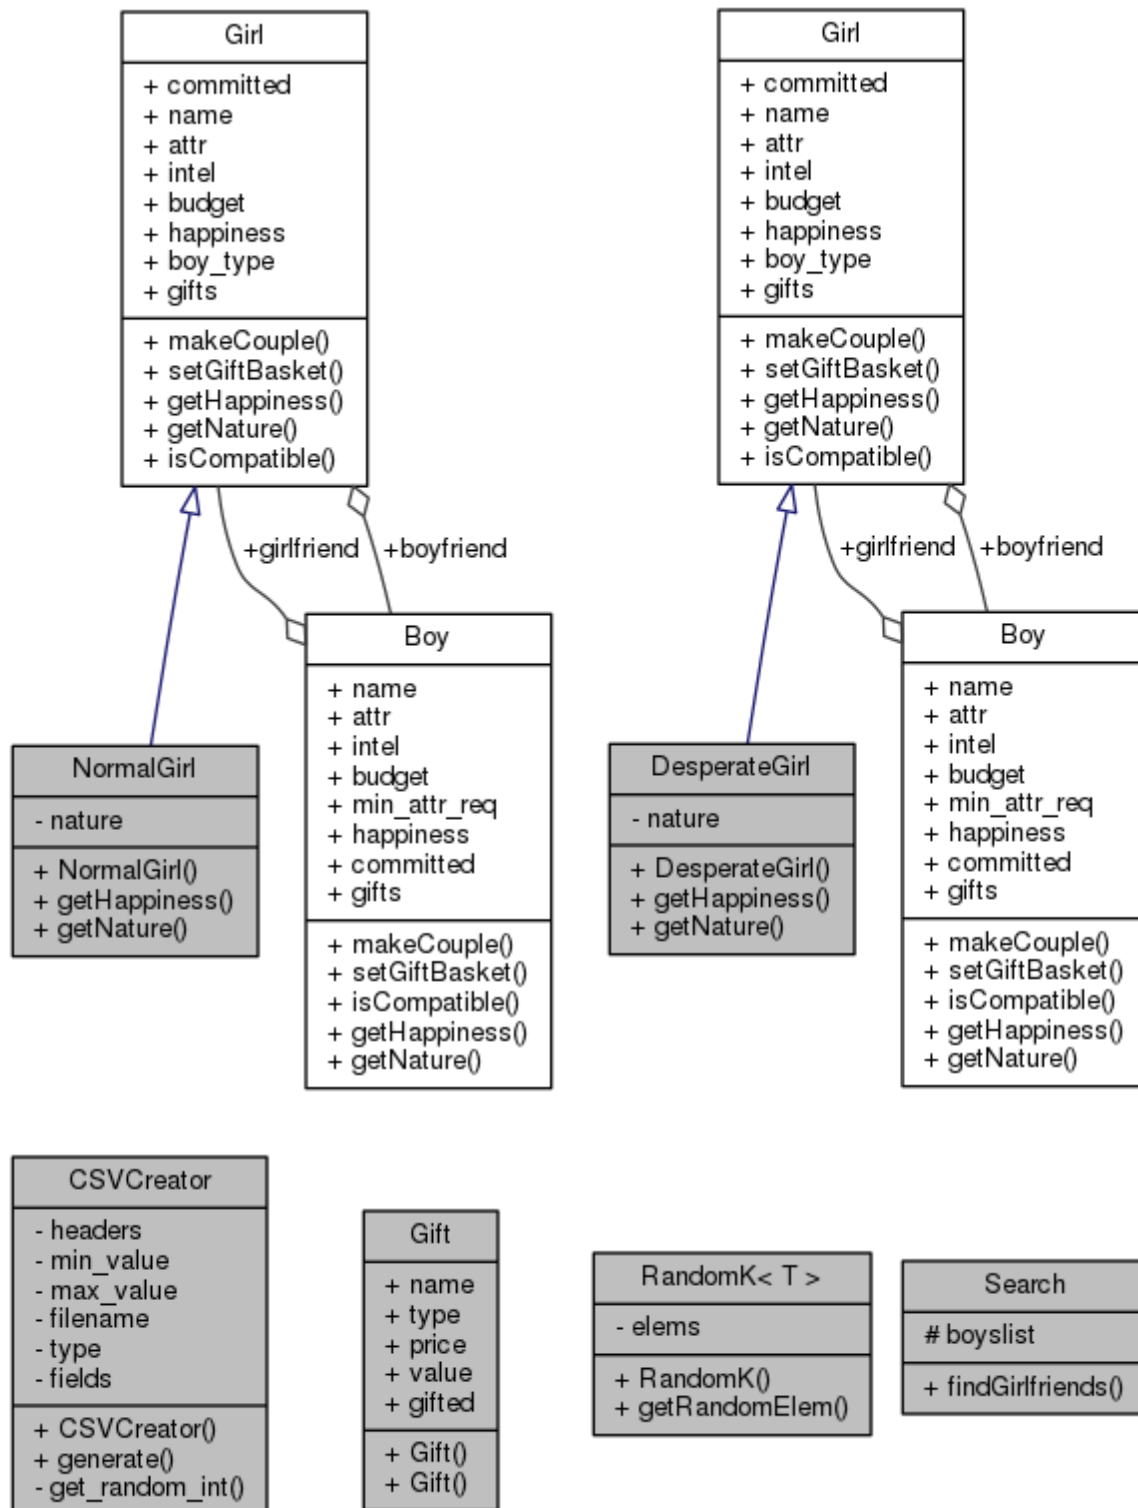 Girl
+ committed
+ name
+ attr
+ intel
+ budget
+ happiness
+ boy_type
+ gifts
+ makeCouple()
+ setGiftBasket()
+ getHappiness()
+ getNature()
+ isCompatible()
+girlfriend
+boyfriend
NormalGirl
- nature
+ NormalGirl()
+ getHappiness()
+ getNature()
Boy
+ name
+ attr
+ intel
+ budget
+ min_attr_req
+ happiness
+ committed
+ gifts
+ makeCouple()
+ setGiftBasket()
+ isCompatible()
+ getHappiness()
+ getNature()
Girl
+ committed
+ name
+ attr
+ intel
+ budget
+ happiness
+ boy_type
+ gifts
+ makeCouple()
+ setGiftBasket()
+ getHappiness()
+ getNature()
+ isCompatible()
+girlfriend
+boyfriend
DesperateGirl
- nature
+ DesperateGirl()
+ getHappiness()
+ getNature()
Boy
+ name
+ attr
+ intel
+ budget
+ min_attr_req
+ happiness
+ committed
+ gifts
+ makeCouple()
+ setGiftBasket()
+ isCompatible()
+ getHappiness()
+ getNature()
CSVCreator
- headers
- min_value
- max_value
- filename
- type
- fields
+ CSVCreator()
+ generate()
- get_random_int()
Gift
+ name
+ type
+ price
+ value
+ gifted
+ Gift()
+ Gift()
RandomK< T >
- elems
+ RandomK()
+ getRandomElem()
Search
# boyslist
+ findGirlfriends()